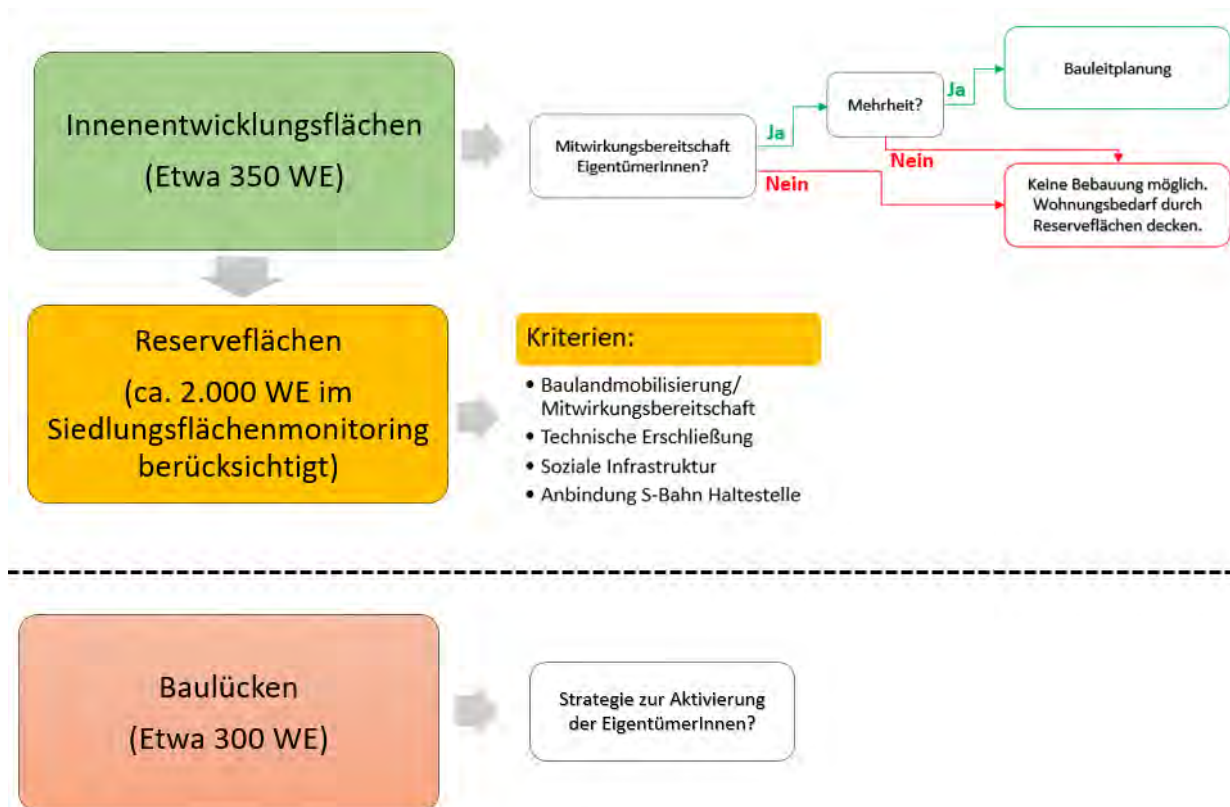 Innenentwicklungsflächen
(Etwa 350 WE)
Mitwirkungsbereitschaft
EigentümerInnen?
Ja
Nein
Mehrheit?
Ja
Nein
Bauleitplanung
Keine Bebauung möglich.
Wohnungsbedarf durch
Reserveflächen decken.
Reserveflächen
(ca. 2.000 WE im
Siedlungsflächenmonitoring
berücksichtigt)
Kriterien:
• Baulandmobilisierung/
Mitwirkungsbereitschaft
• Technische Erschließung
• Soziale Infrastruktur
• Anbindung S-Bahn Haltestelle
Baulücken
(Etwa 300 WE)
Strategie zur Aktivierung
der EigentümerInnen?